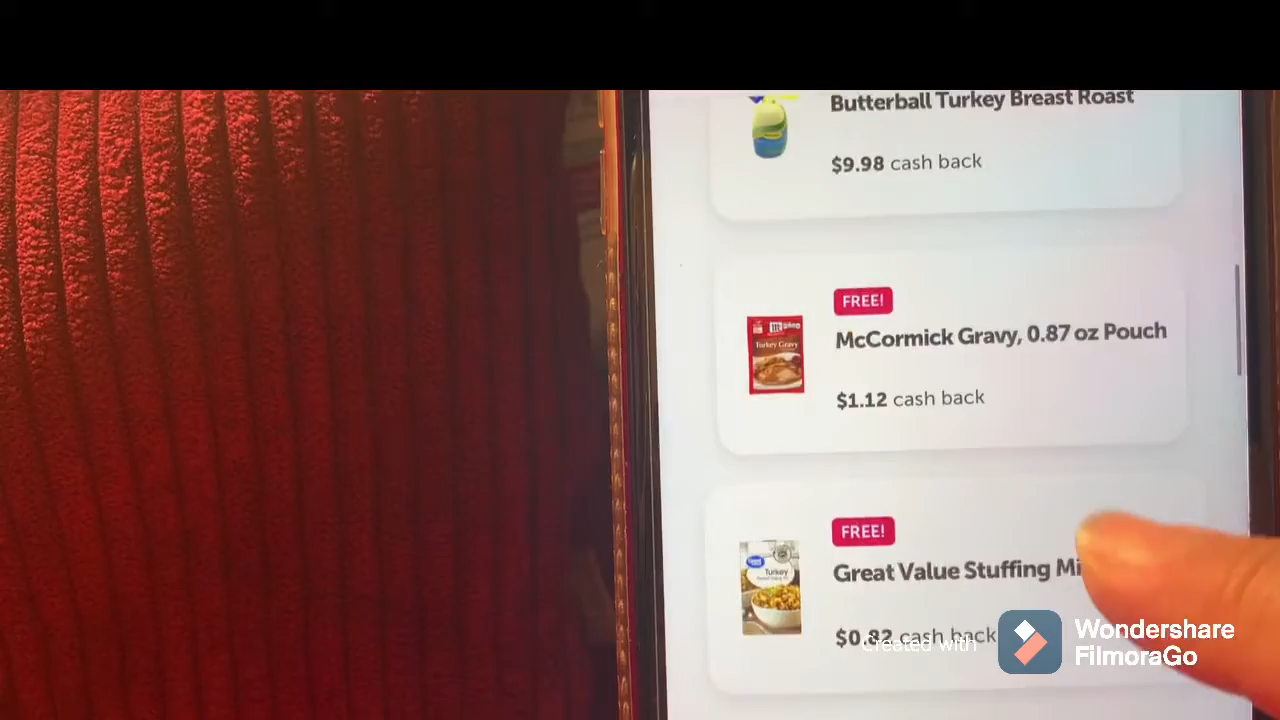 Butterball Turkey Breast Roast
$9.98 cash back
FREE!
McCormick Gravy, 0.87 oz Pouch
Turkey Gravy
$1.12 cash back
FREE!
Great Value Stuffing Mi
Turkey
$0.82 cash back
Created with
Wondershare
FilmoraGo